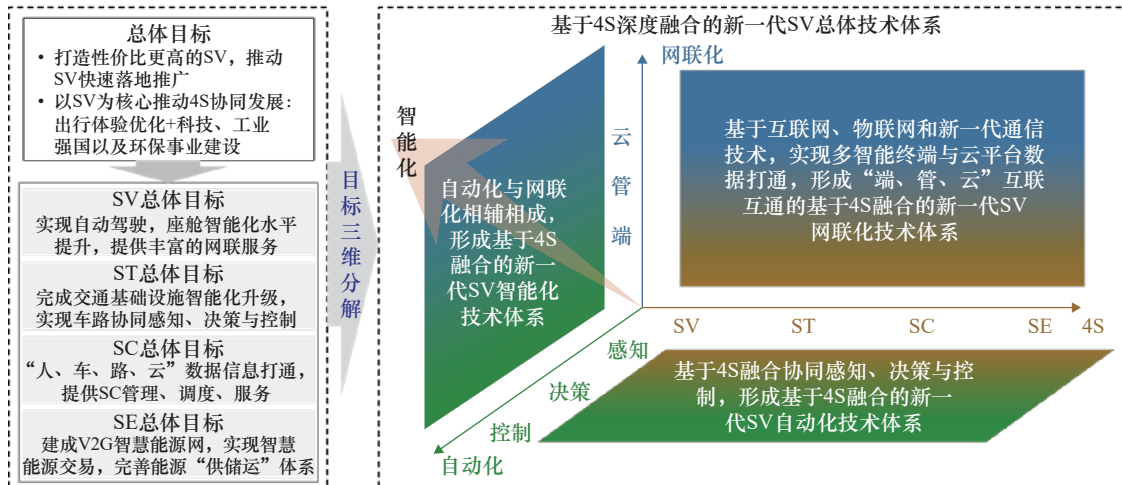 总体目标
• 打造性价比更高的SV，推动
SV快速落地推广
• 以SV为核心推动4S协同发展：
出行体验优化+科技、工业
强国以及环保事业建设
SV总体目标
实现自动驾驶，座舱智能化水平
提升，提供丰富的网联服务
ST总体目标
完成交通基础设施智能化升级，
实现车路协同感知、决策与控制
SC总体目标
“人、车、路、云”数据信息打通，
提供SC管理、调度、服务
SE总体目标
建成V2G智慧能源网，实现智慧
能源交易，完善能源“供储运”体系
目标三维分解
基于4S深度融合的新一代SV总体技术体系
网联化
智能化
云
管
端
自动化与网联
化相辅相成，
形成基于4S
融合的新一
代SV智能化
技术体系
基于互联网、物联网和新一代通信
技术，实现多智能终端与云平台数
据打通，形成“端、管、云”互联
互通的基于4S融合的新一代SV
网联化技术体系
SV ST SC SE 4S
感知
决策
控制
自动化
基于4S融合协同感知、决策与控
制，形成基于4S融合的新一
代SV自动化技术体系